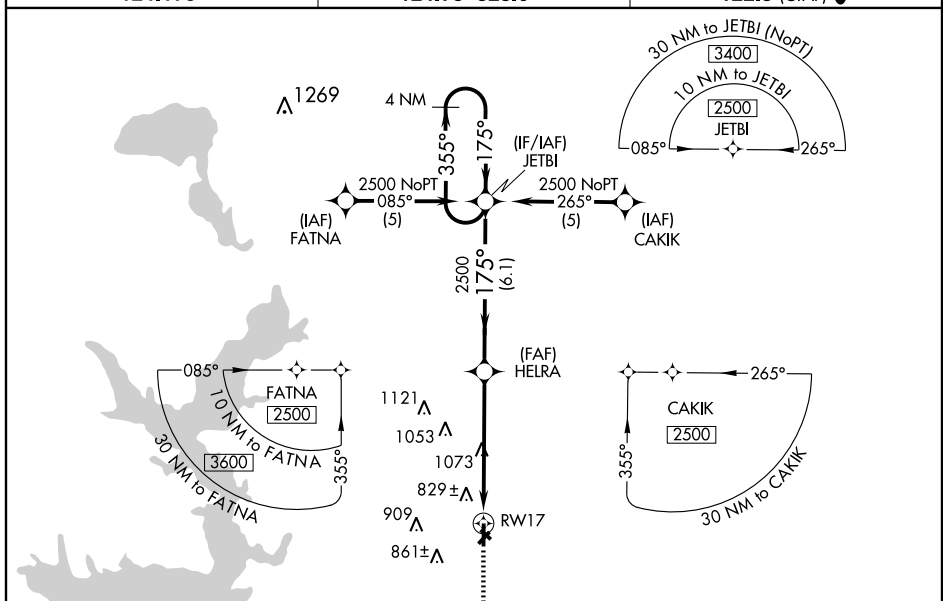 1269
4 NM
355°
175°
(IF/IAF)
JETBI
2500 NoPT
085°
(5)
2500 NoPT
265°
(5)
(IAF)
FATNA
(IAF)
CAKIK
30 NM to JETBI (NoPT)
3400
10 NM to JETBI
2500
JETBI
085°
265°
2500
175°
(6.1)
(FAF)
HELRA
085°
FATNA
2500
10 NM to FATNA
3600
30 NM to FATNA
355°
265°
CAKIK
2500
355°
30 NM to CAKIK
1121
1053
1073
829±
909
RW17
861±